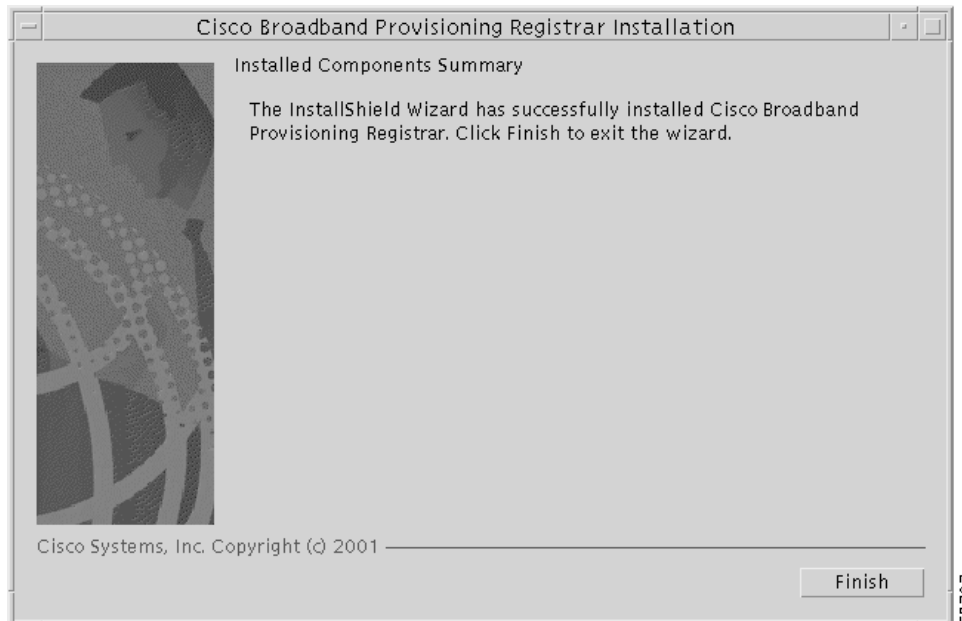 Cisco Broadband Provisioning Registrar Installation
Installed Components Summary
The InstallShield Wizard has successfully installed Cisco Broadband
Provisioning Registrar. Click Finish to exit the wizard.
Cisco Systems, Inc. Copyright (c) 2001
Finish